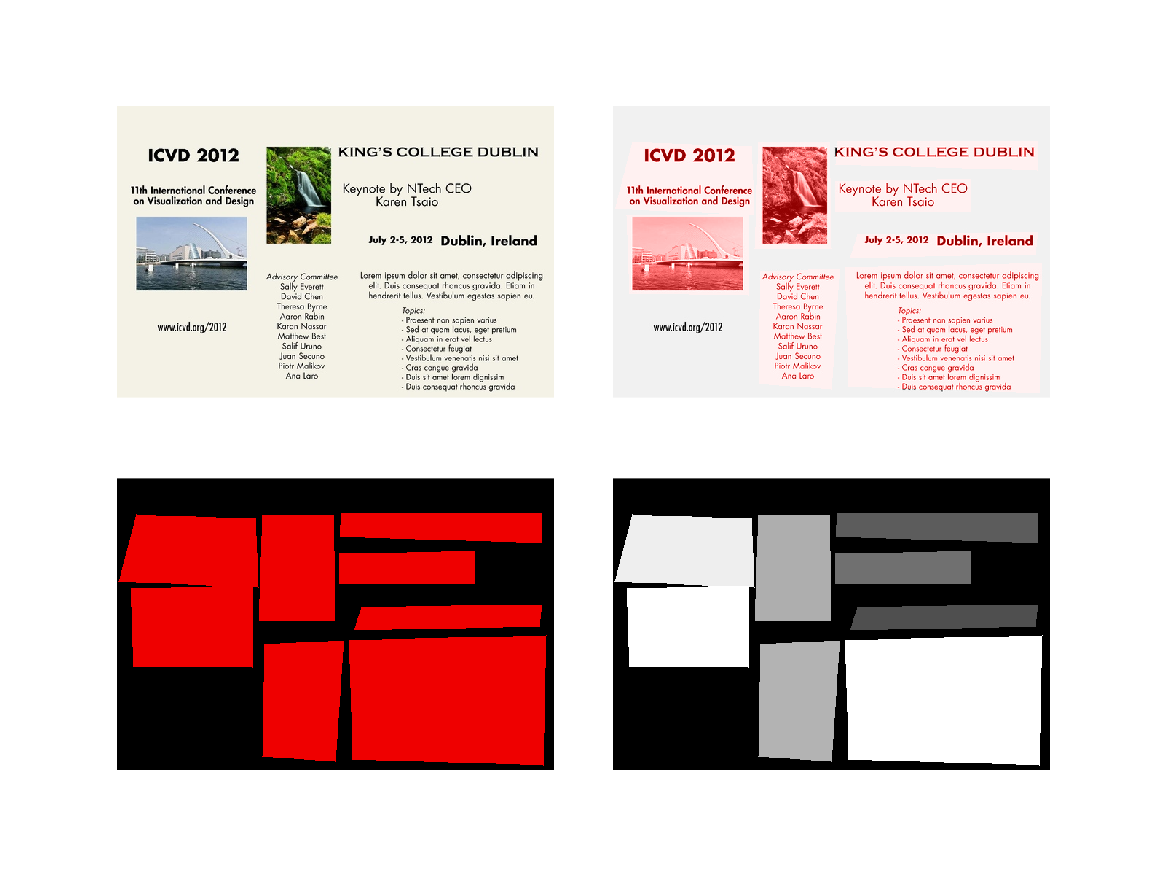 ICVD 2012
11th International Conference
on Visualization and Design
www.icvd.org/2012
KING'S COLLEGE DUBLIN
Keynote by NTech CEO
Karen Tsaio
July 2-5, 2012 Dublin, Ireland
Advisory Committee
Sally Everett
David Chen
Theresa Byrne
Aaron Rabin
Karen Nassar
Matthew Best
Salif Uruno
Juan Secuno
Piotr Malikov
Ana Laro
Lorem ipsum dolor sit amet, consectetur adipiscing
elit. Duis consequat rhoncus gravida. Etiam in
hendrerit tellus. Vestibulum egestas sapien eu
Topics:
- Praesent non sapien varius
- Sed at quam lacus, eget pretium
- Aliquam in erat vel lectus
- Consectetur feugiat
- Vestibulum venenatis nisi sit amet
- Cras congue gravida
- Duis sit amet lorem dignissim
- Duis consequat rhoncus gravida
ICVD 2012
11th International Conference
on Visualization and Design
www.icvd.org/2012
KING'S COLLEGE DUBLIN
Keynote by NTech CEO
Karen Tsaio
July 2-5, 2012 Dublin, Ireland
Advisory Committee
Sally Everett
David Chen
Theresa Byrne
Aaron Rabin
Karen Nassar
Matthew Best
Salif Uruno
Juan Secuno
Piotr Malikov
Ana Laro
Lorem ipsum dolor sit amet, consectetur adipiscing
elit. Duis consequat rhoncus gravida. Etiam in
hendrerit tellus. Vestibulum egestas sapien eu
Topics:
- Praesent non sapien varius
- Sed at quam lacus, eget pretium
- Aliquam in erat vel lectus
- Consectetur feugiat
- Vestibulum venenatis nisi sit amet
- Cras congue gravida
- Duis sit amet lorem dignissim
- Duis consequat rhoncus gravida